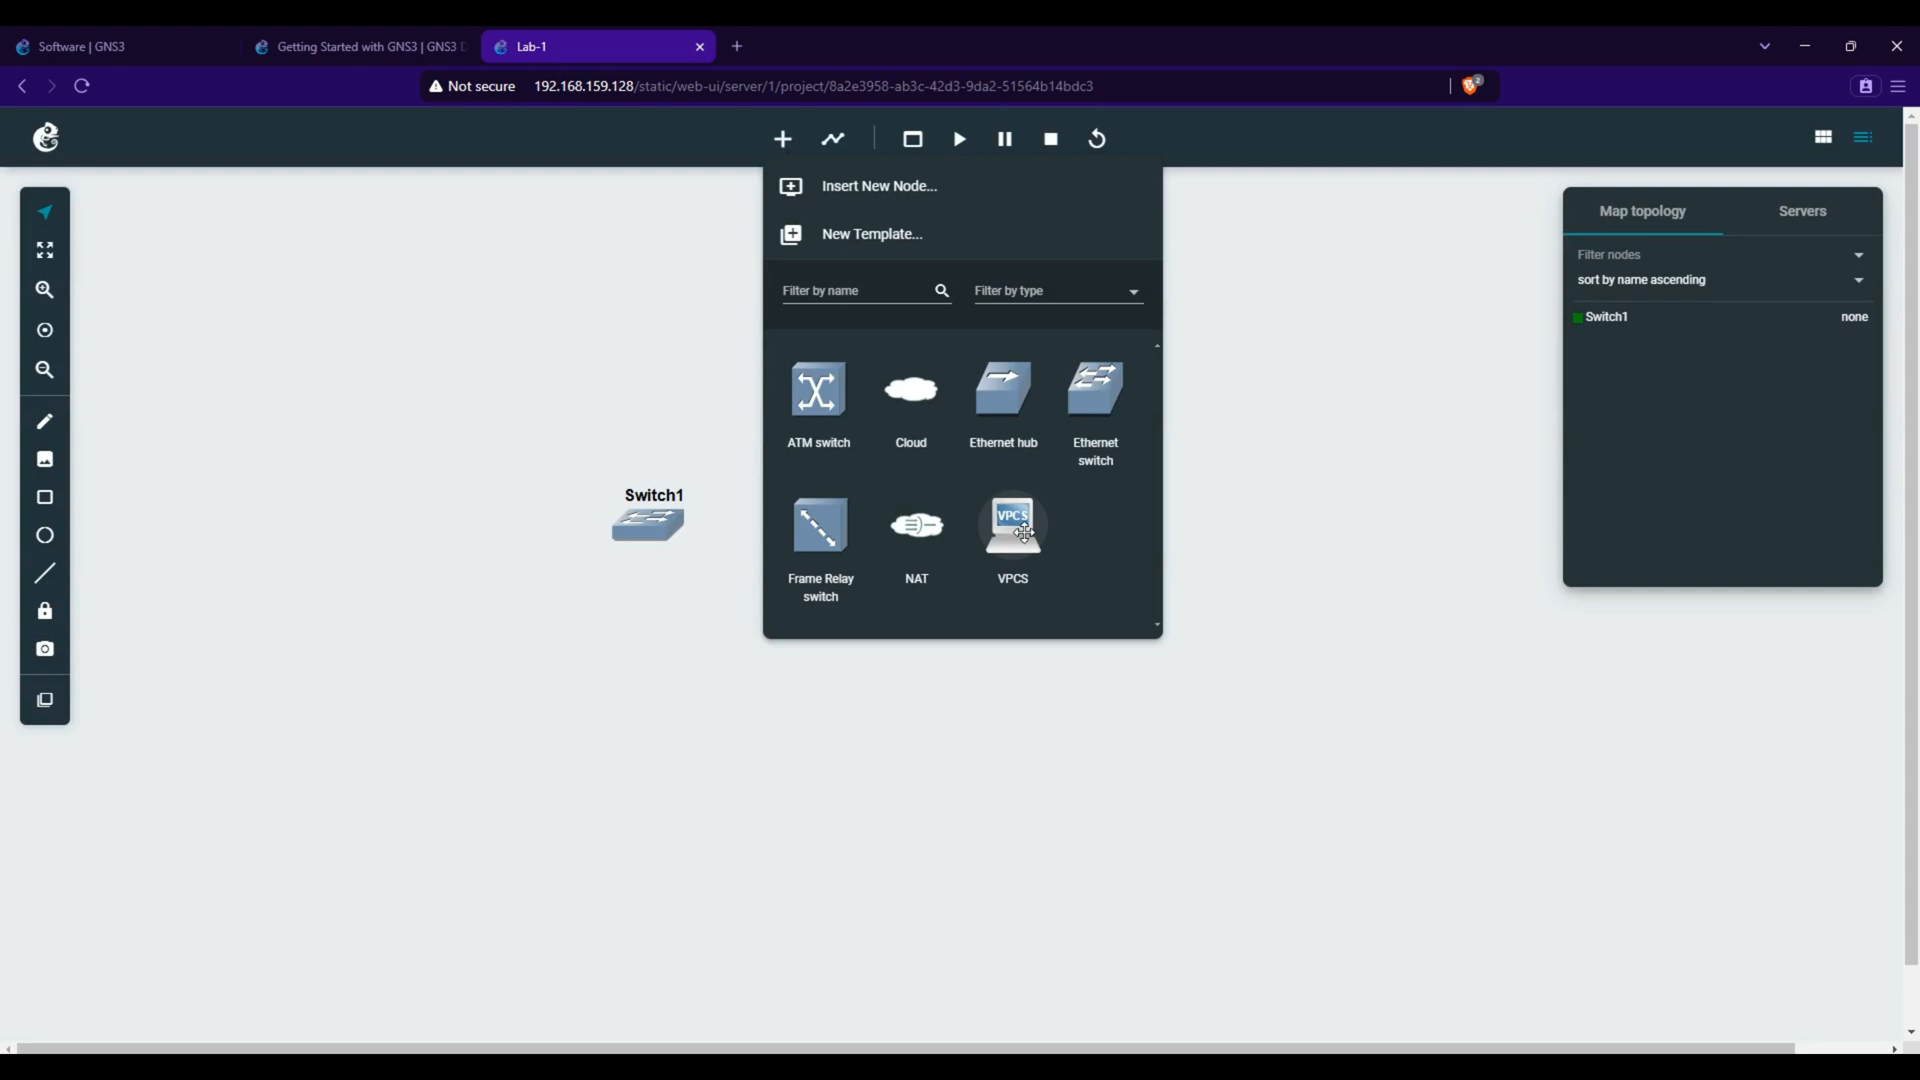 Software | GNS3
Getting Started with GNS3 | GNS3 D
Lab-1
Not secure
192.168.159.128/static/web-ui/server/1/project/8a2e3958-ab3c-42d3-9da2-51564b14bdc3
2
Insert New Node...
New Template...
Filter by name
Filter by type
ATM switch
Cloud
Ethernet hub
Ethernet
switch
VPCS
Frame Relay
switch
NAT
VPCS
Switch1
Map topology
Servers
Filter nodes
sort by name ascending
Switch1
none